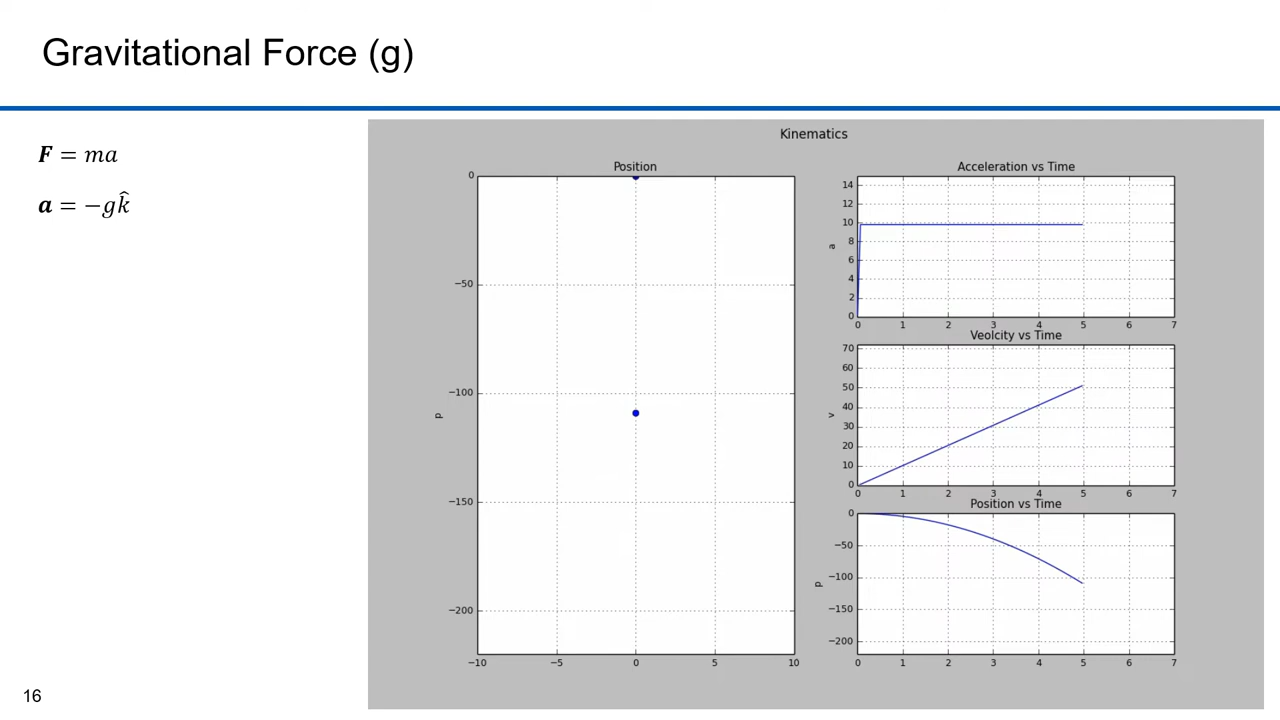 Gravitational Force (g)
F = ma
a = −gk̂
Kinematics
Position
0
−50
−100
−150
−200
p
−10 −5 0 5 10
Acceleration vs Time
14
12
10
8
6
4
2
0
a
0 1 2 3 4 5 6 7
Veolcity vs Time
70
60
50
40
30
20
10
0
v
0 1 2 3 4 5 6 7
Position vs Time
0
−50
−100
−150
−200
p
0 1 2 3 4 5 6 7
16